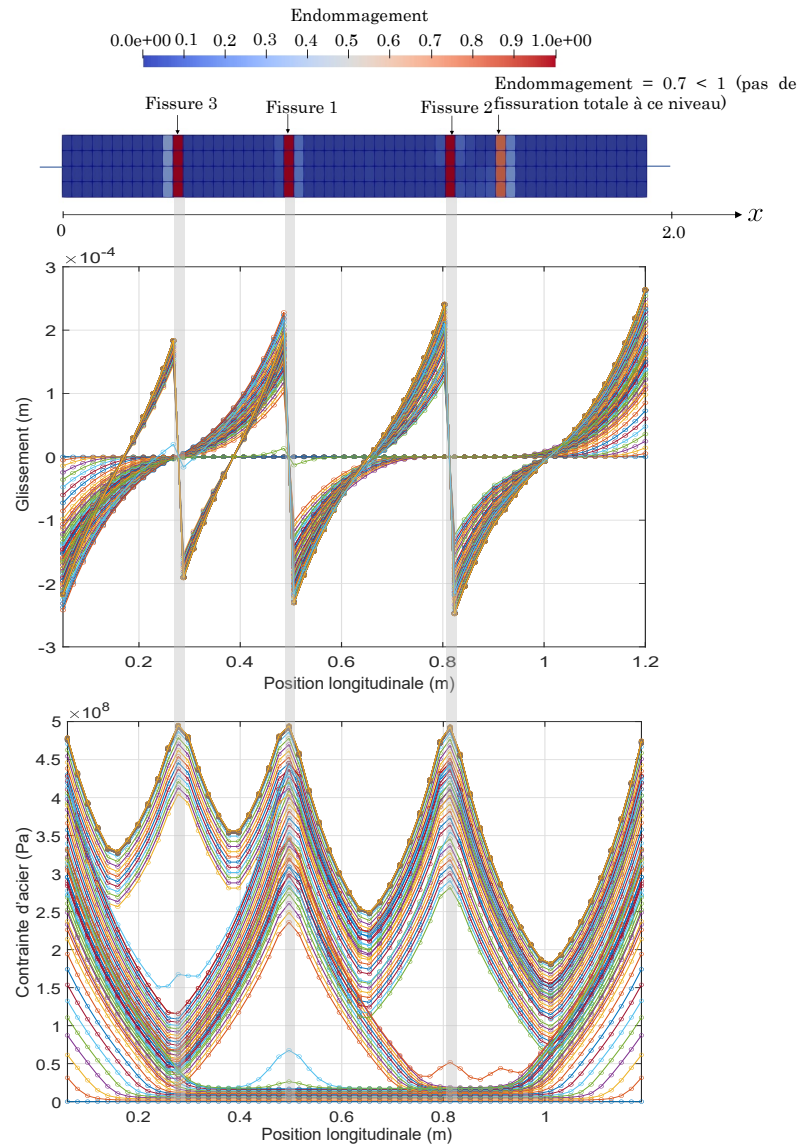 Endommagement
0.0e+00 0.1 0.2 0.3 0.4 0.5 0.6 0.7 0.8 0.9 1.0e+00
Endommagement = 0.7 < 1 (pas de
fissuration totale à ce niveau)
Fissure 3 Fissure 1 Fissure 2
0 2.0 x
×10⁻⁴
3
2
1
0
-1
-2
-3
Glissement (m)
0.2 0.4 0.6 0.8 1 1.2
Position longitudinale (m)
×10⁸
5
4.5
4
3.5
3
2.5
2
1.5
1
0.5
0
Contrainte d'acier (Pa)
0.2 0.4 0.6 0.8 1
Position longitudinale (m)